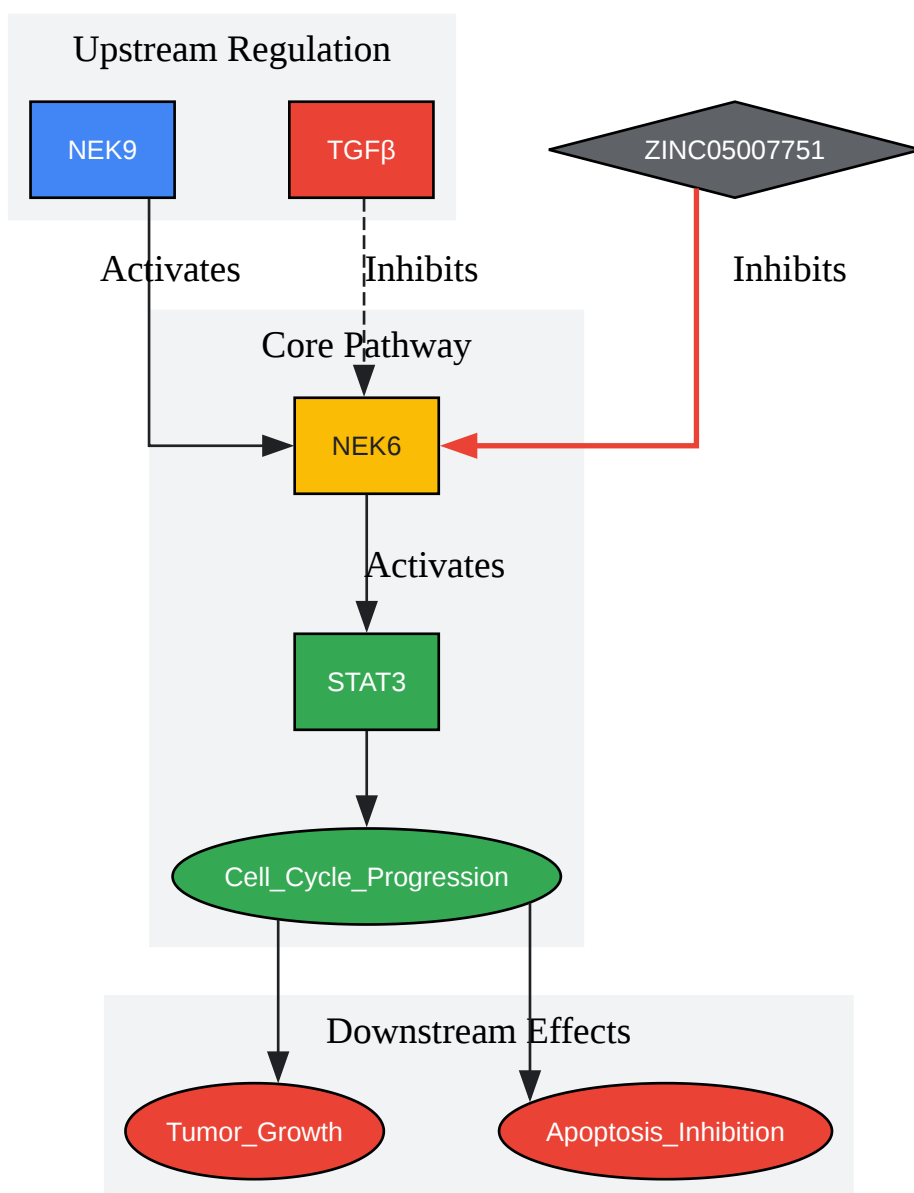 Upstream Regulation
NEK9
TGFβ
ZINC05007751
Activates
Inhibits
Inhibits
Core Pathway
NEK6
Activates
STAT3
Cell_Cycle_Progression
Downstream Effects
Tumor_Growth
Apoptosis_Inhibition